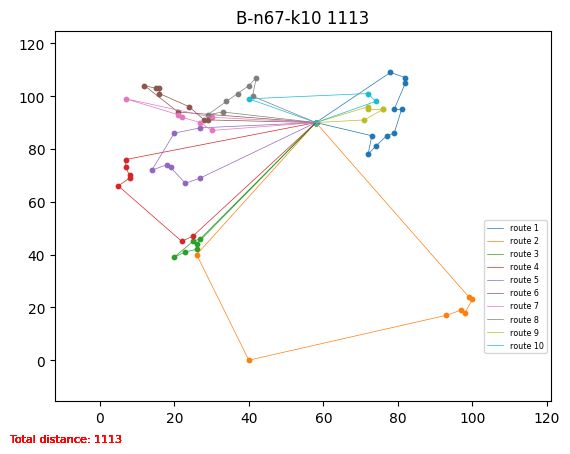 B-n67-k10 1113
120
100
80
60
40
20
0
0 20 40 60 80 100 120
route 1
route 2
route 3
route 4
route 5
route 6
route 7
route 8
route 9
route 10
Total distance: 1113